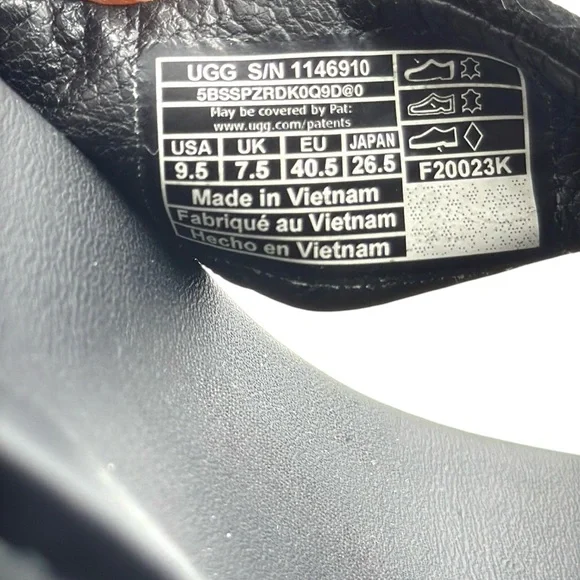 UGG S/N 1146910
5BSSPZRDK0Q9D@0
May be covered by Pat:
www.ugg.com/patents
USA UK EU JAPAN
9.5 7.5 40.5 26.5
F20023K
Made in Vietnam
Fabriqué au Vietnam
Hecho en Vietnam